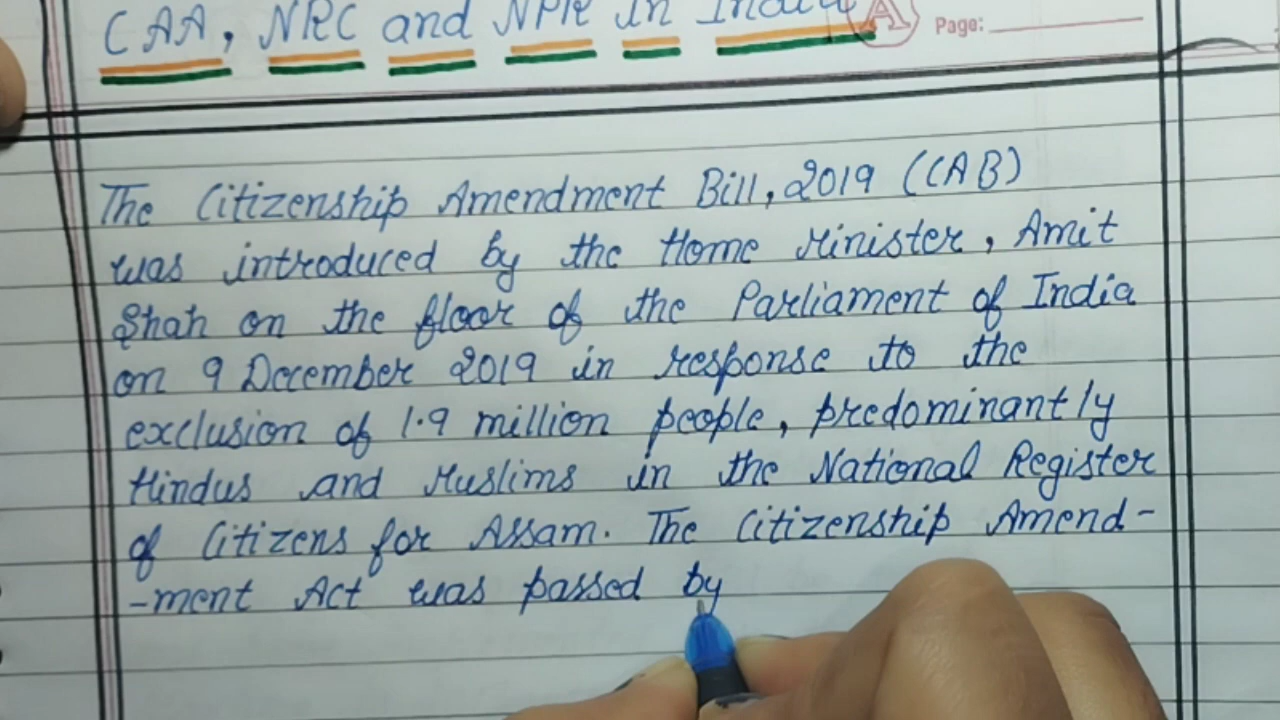 CAA, NRC and NPR in India
A
Page:
The Citizenship Amendment Bill, 2019 (CAB)
was introduced by the Home Minister, Amit
Shah on the floor of the Parliament of India
on 9 December 2019 in response to the
exclusion of 1.9 million people, predominantly
Hindus and Muslims in the National Register
of Citizens for Assam. The Citizenship Amend-
-ment Act was passed by